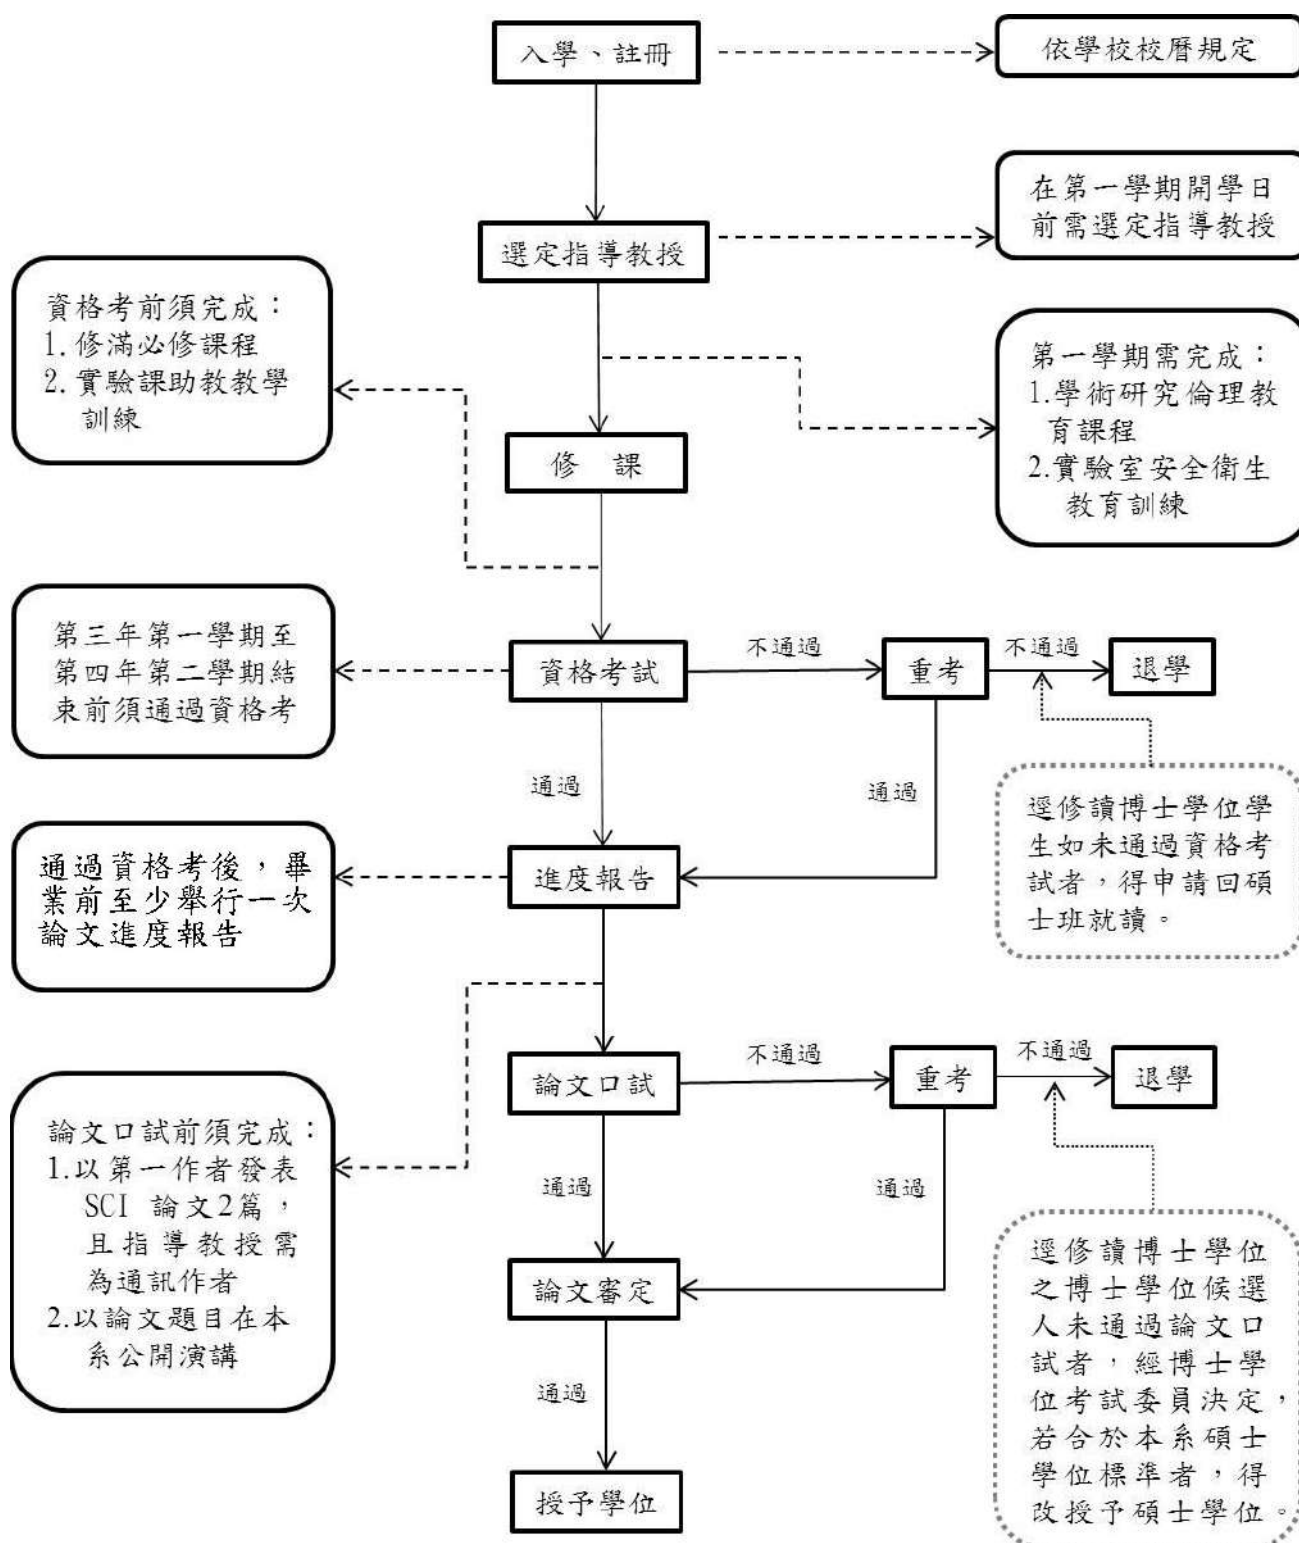 入學、註冊
依學校校曆規定
在第一學期開學日
前需選定指導教授
選定指導教授
資格考前須完成：
1.修滿必修課程
2.實驗課助教教學
訓練
第一學期需完成：
1.學術研究倫理教
育課程
2.實驗室安全衛生
教育訓練
修 課
第三年第一學期至
第四年第二學期結
束前須通過資格考
資格考試
不通過
重考
不通過
退學
通過
通過
逕修讀博士學位學
生如未通過資格考
試者，得申請回碩
士班就讀。
通過資格考後，畢
業前至少舉行一次
論文進度報告
進度報告
論文口試
不通過
重考
不通過
退學
論文口試前須完成：
1.以第一作者發表
SCI 論文2篇，
且指導教授需
為通訊作者
2.以論文題目在本
系公開演講
通過
通過
論文審定
逕修讀博士學位
之博士學位候選
人未通過論文口
試者，經博士學
位考試委員決定，
若合於本系碩士
學位標準者，得
改授予碩士學位。
通過
授予學位